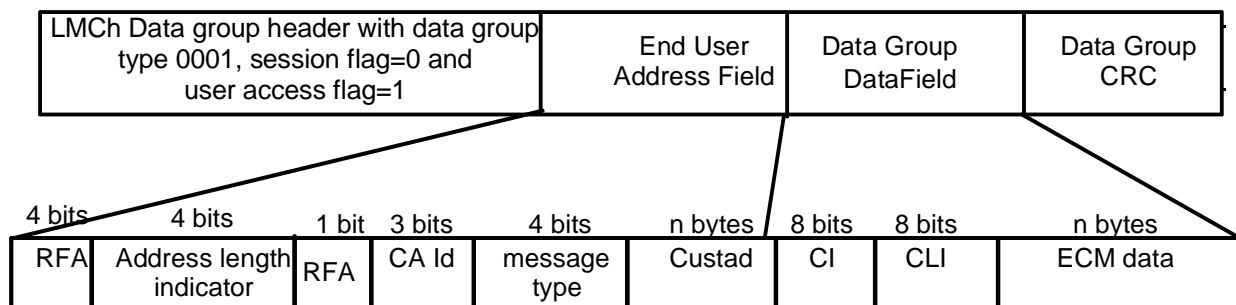 LMCh Data group header with data group
type 0001, session flag=0 and
user access flag=1
End User
Address Field
Data Group
DataField
Data Group
CRC
4 bits
4 bits
1 bit
3 bits
4 bits
n bytes
8 bits
8 bits
n bytes
RFA
Address length
indicator
RFA
CA Id
message
type
Custad
CI
CLI
ECM data